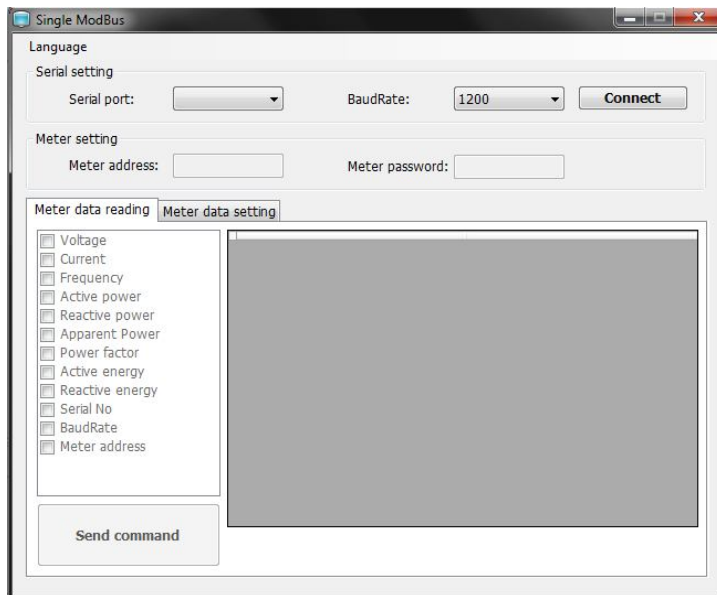 Single ModBus
Language
Serial setting
Serial port: BaudRate: 1200 Connect
Meter setting
Meter address: Meter password:
Meter data reading Meter data setting
Voltage
Current
Frequency
Active power
Reactive power
Apparent Power
Power factor
Active energy
Reactive energy
Serial No
BaudRate
Meter address
Send command